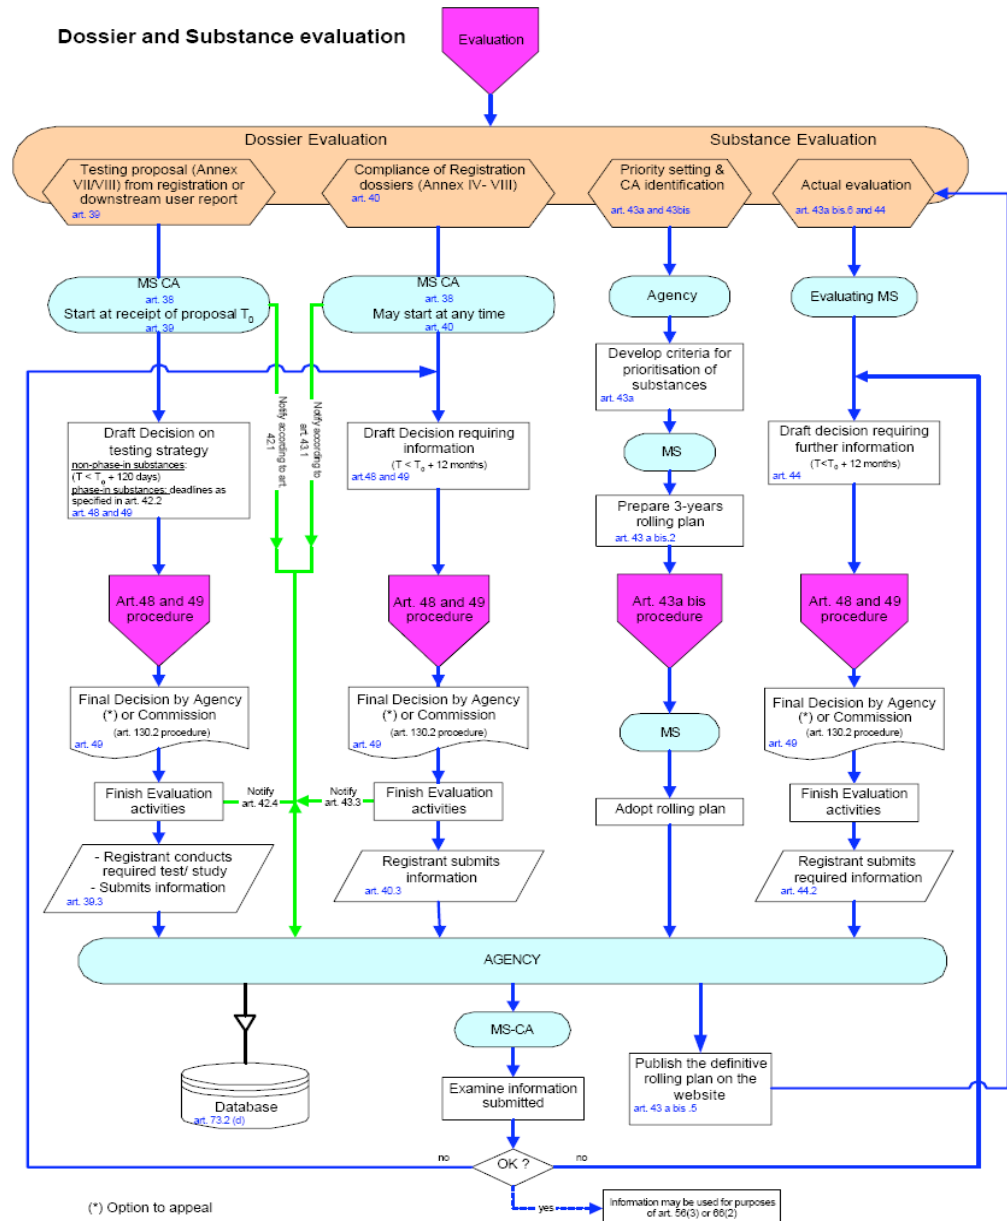 Dossier and Substance evaluation
Evaluation
Dossier Evaluation
Substance Evaluation
Testing proposal (Annex
VII/VIII) from registration or
downstream user report
art. 39
Compliance of Registration
dossiers (Annex IV- VIII)
art. 40
Priority setting &
CA identification
art. 43a and 43bis
Actual evaluation
art. 43a bis.6 and 44
MS CA
art. 38
Start at receipt of proposal T0
art. 39
MS CA
art. 38
May start at any time
art. 40
Agency
Evaluating MS
Notify according to art.
42.1
Notify according to
art. 43.1
Develop criteria for
prioritisation of
substances
art. 43a
MS
Draft Decision on
testing strategy
non-phase-in substances:
(T < T0 + 120 days)
phase-in substances: deadlines as
specified in art. 42.2
art. 48 and 49
Draft Decision requiring
information
(T < T0 + 12 months)
art.48 and 49
Prepare 3-years
rolling plan
art. 43 a bis.2
Draft decision requiring
further information
(T<T0 + 12 months)
art. 44
Art.48 and 49
procedure
Art. 48 and 49
procedure
Art. 43a bis
procedure
Art. 48 and 49
procedure
Final Decision by Agency
(*) or Commission
(art. 130.2 procedure)
art. 49
Final Decision by Agency
(*) or Commission
(art. 130.2 procedure)
art. 49
MS
Final Decision by Agency
(*) or Commission
(art. 130.2 procedure)
art. 49
Finish Evaluation
activities
Notify
art. 42.4
Notify
art. 43.3
Finish Evaluation
activities
Adopt rolling plan
Finish Evaluation
activities
- Registrant conducts
required test/ study
- Submits information
art. 39.3
Registrant submits
information
art. 40.3
Registrant submits
required information
art. 44.2
AGENCY
MS-CA
Examine information
submitted
Publish the definitive
rolling plan on the
website
art. 43 a bis .5
Database
art. 73.2 (d)
no
OK ?
no
yes
Information may be used for purposes
of art. 56(3) or 66(2)
(*) Option to appeal